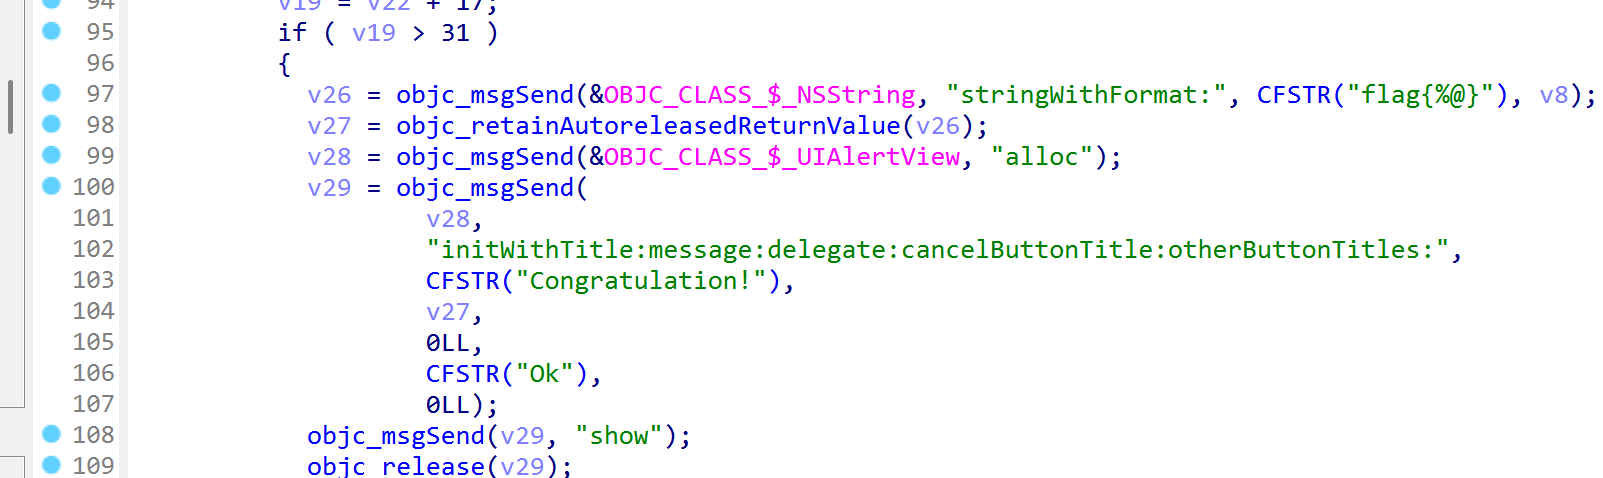 94 v19 = v22 + 17;
95 if ( v19 > 31 )
96 {
97 v26 = objc_msgSend(&OBJC_CLASS_$_NSString, "stringWithFormat:", CFSTR("flag{%@}"), v8);
98 v27 = objc_retainAutoreleasedReturnValue(v26);
99 v28 = objc_msgSend(&OBJC_CLASS_$_UIAlertView, "alloc");
100 v29 = objc_msgSend(
101 v28,
102 "initWithTitle:message:delegate:cancelButtonTitle:otherButtonTitles:",
103 CFSTR("Congratulation!"),
104 v27,
105 0LL,
106 CFSTR("Ok"),
107 0LL);
108 objc_msgSend(v29, "show");
109 objc_release(v29);